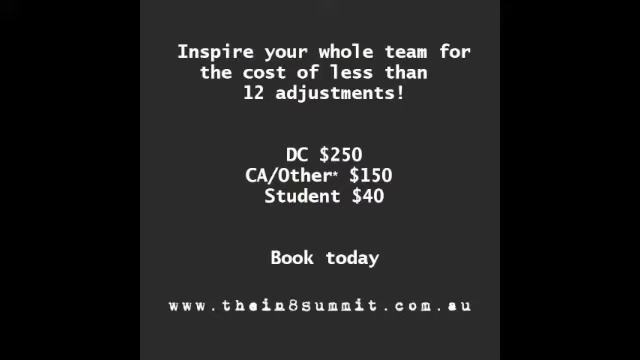 Inspire your whole team for
the cost of less than
12 adjustments!
DC $250
CA/Other* $150
Student $40
Book today
www.thein8summit.com.au